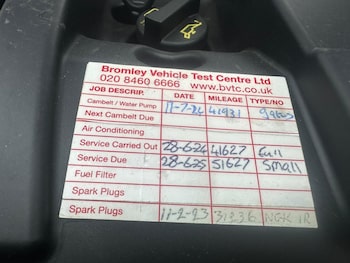 Bromley Vehicle Test Centre Ltd
020 8460 6666 www.bvtc.co.uk
JOB DESCRIP. DATE MILEAGE TYPE/NO
Cambelt / Water Pump 11-7-24 41931
Next Cambelt Due
Air Conditioning
Service Carried Out 28-6-24 41627 Full
Service Due 28-6-25 51627 Small
Fuel Filter
Spark Plugs
Spark Plugs 11-2-23 31236 NGK IR